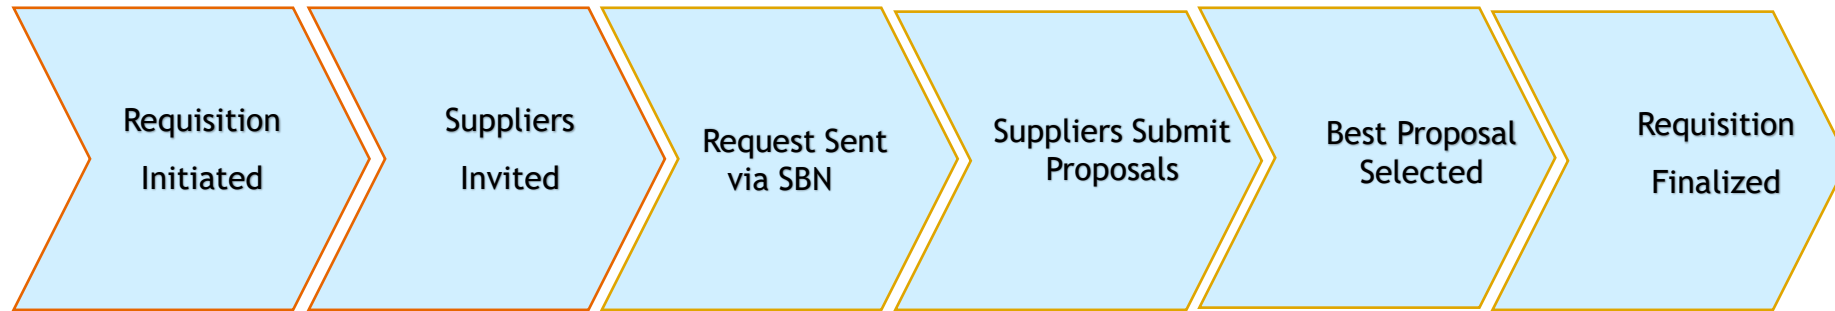 Requisition
Initiated
Suppliers
Invited
Request Sent
via SBN
Suppliers Submit
Proposals
Best Proposal
Selected
Requisition
Finalized